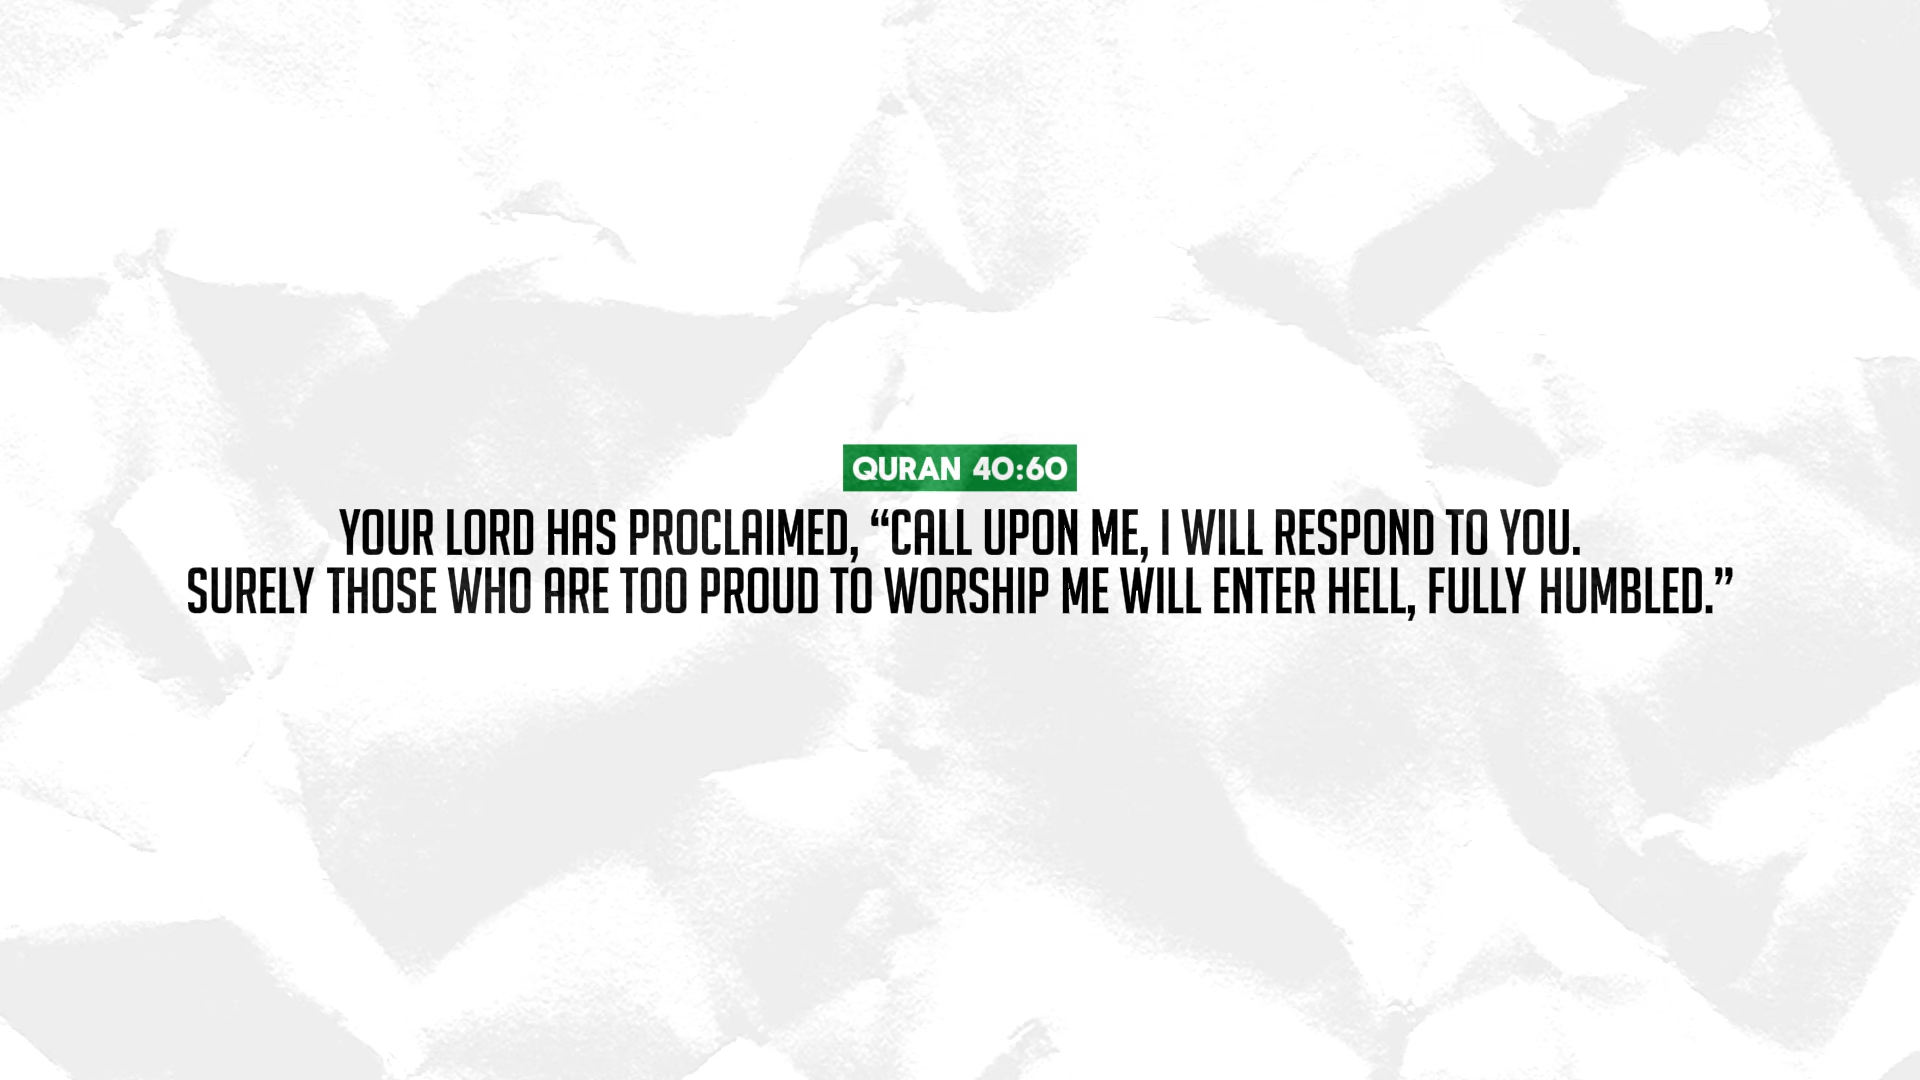 QURAN 40:60
YOUR LORD HAS PROCLAIMED, “CALL UPON ME, I WILL RESPOND TO YOU.
SURELY THOSE WHO ARE TOO PROUD TO WORSHIP ME WILL ENTER HELL, FULLY HUMBLED.”